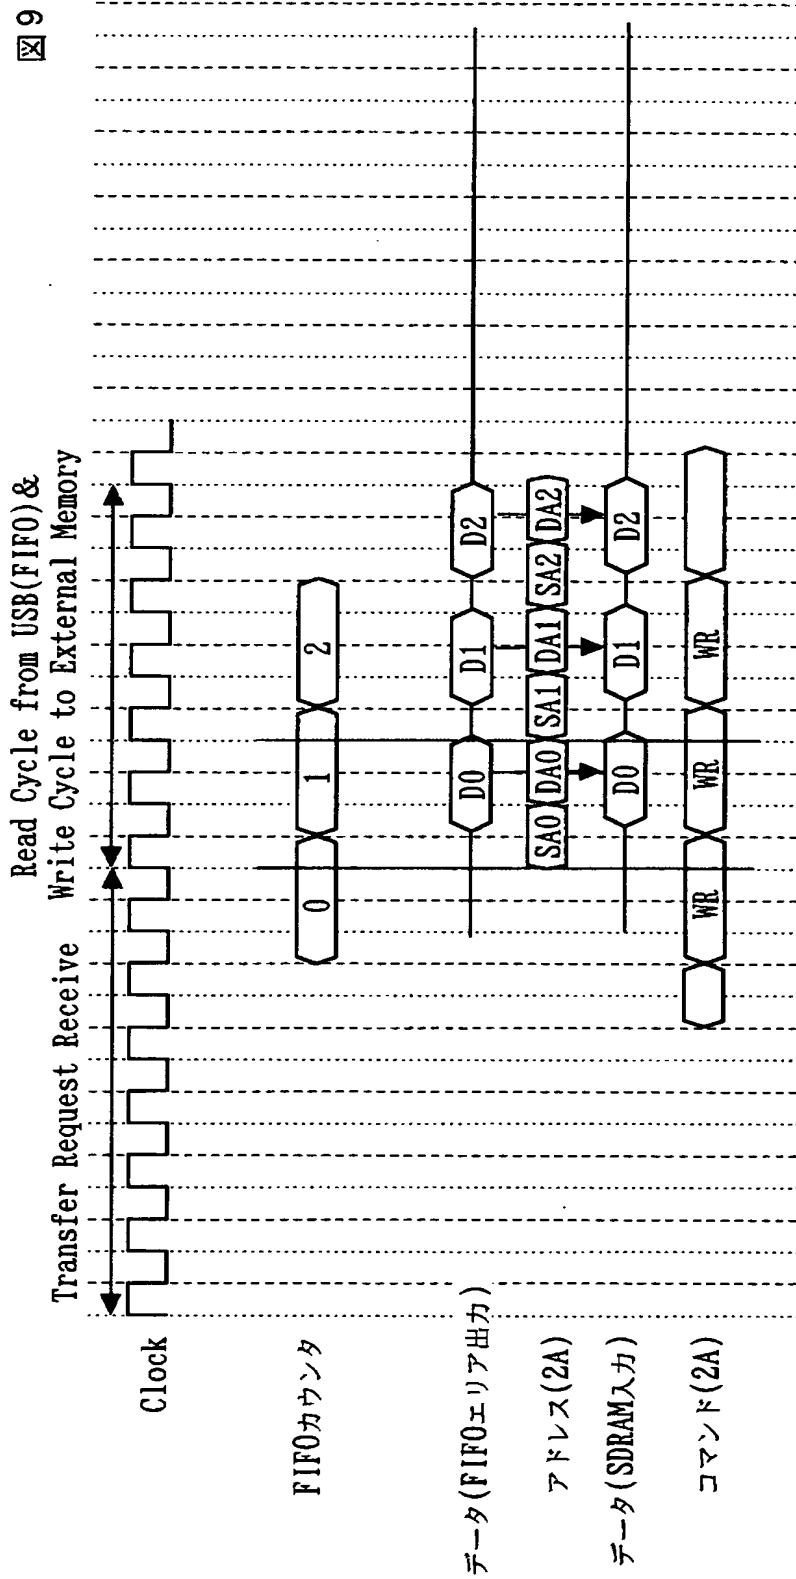 図9
Read Cycle from USB(FIFO)&
Transfer Request Receive Write Cycle to External Memory
Clock
FIFOカウンタ 0 1 2
データ(FIFOエリア出力) D0 D1 D2
アドレス(2A) SA0 DA0 SA1 DA1 SA2 DA2
データ(SDRAM入力) D0 D1 D2
コマンド(2A) WR WR WR